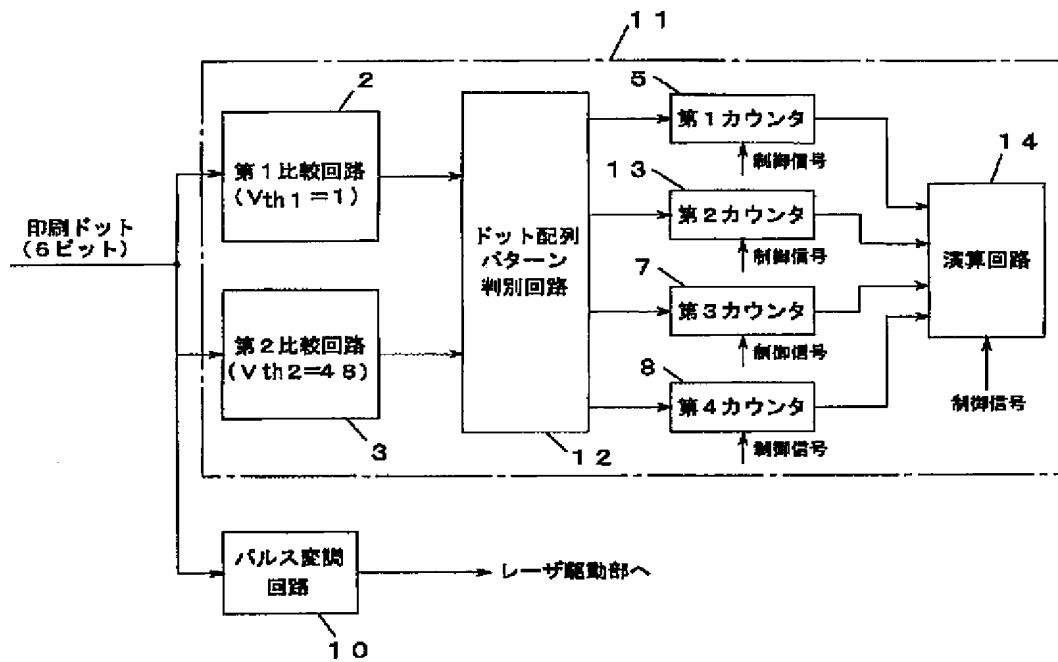 １１
２
第１比較回路
(Ｖth１＝１)
印刷ドット
(６ビット)
第２比較回路
(Ｖth２＝４８)
３
ドット配列
パターン
判別回路
１２
５
第１カウンタ
制御信号
１３
第２カウンタ
制御信号
７
第３カウンタ
制御信号
８
第４カウンタ
制御信号
１４
演算回路
制御信号
パルス変調
回路
１０
レーザ駆動部へ